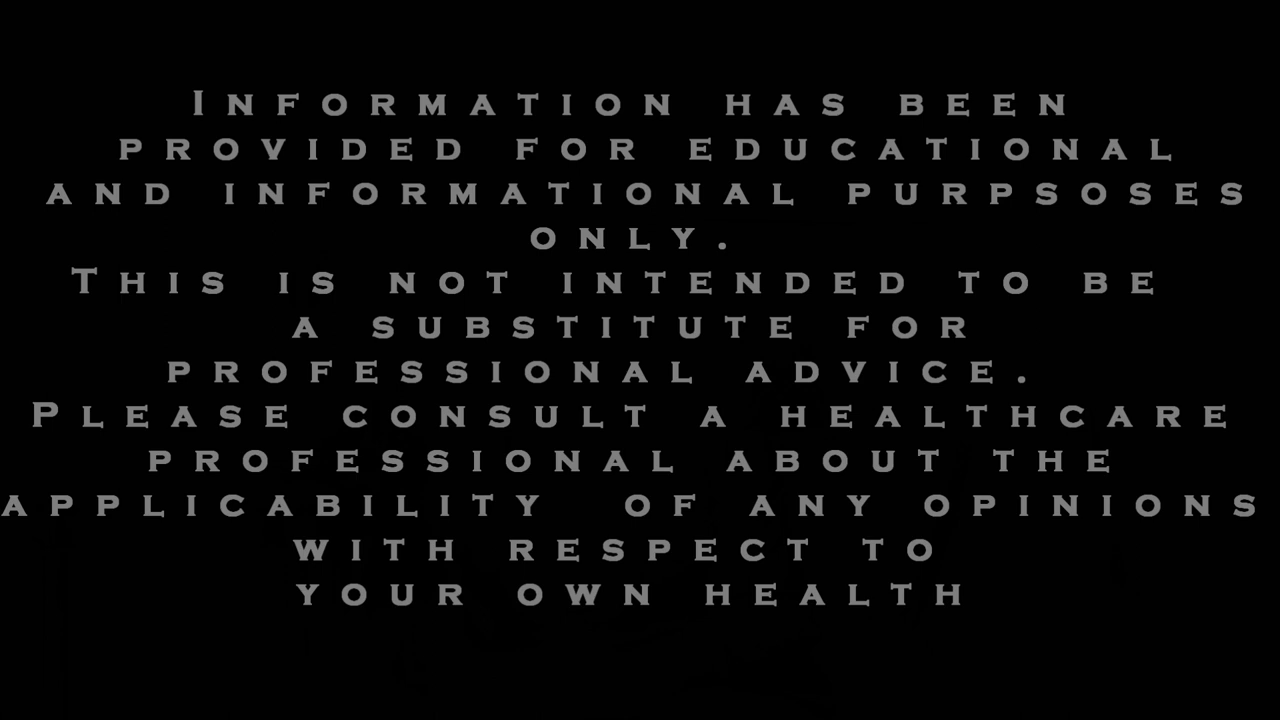 Information has been
provided for educational
and informational purpsoses
only.
This is not intended to be
a substitute for
professional advice.
Please consult a healthcare
professional about the
applicability of any opinions
with respect to
your own health